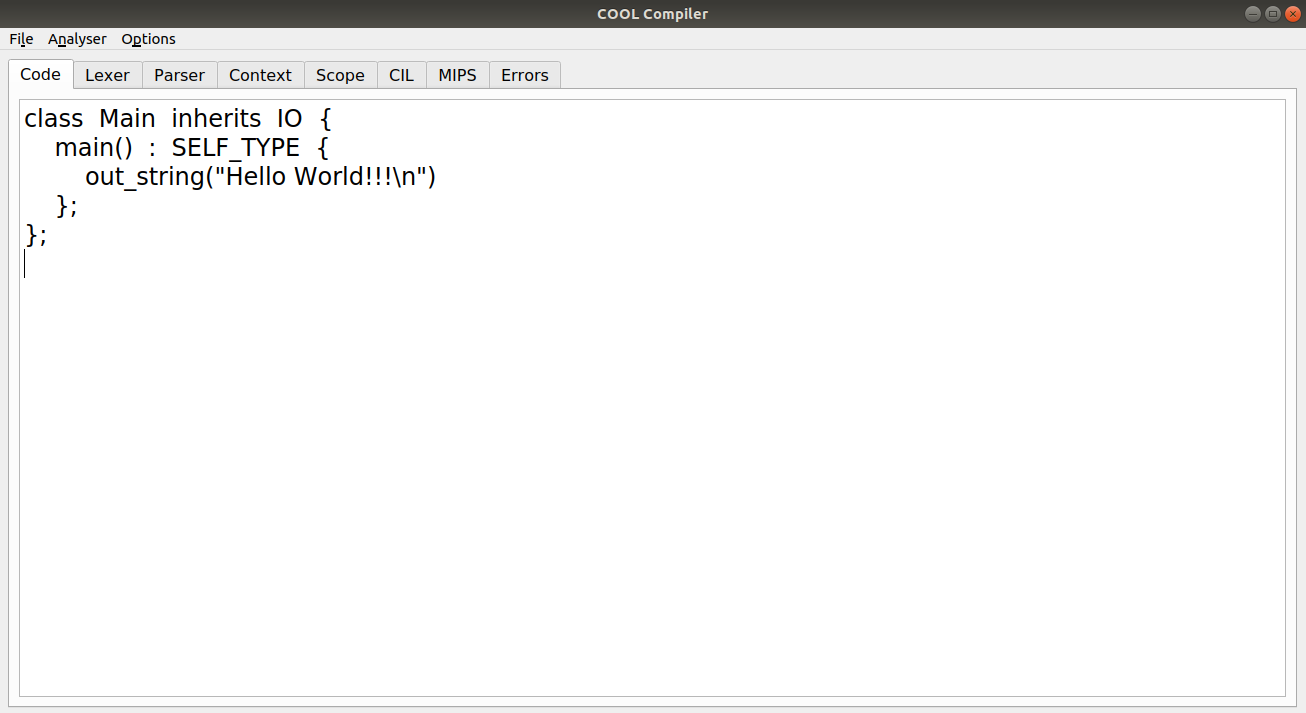 COOL Compiler
File Analyser Options
Code Lexer Parser Context Scope CIL MIPS Errors
class Main inherits IO {
main() : SELF_TYPE {
out_string("Hello World!!!\n")
};
};